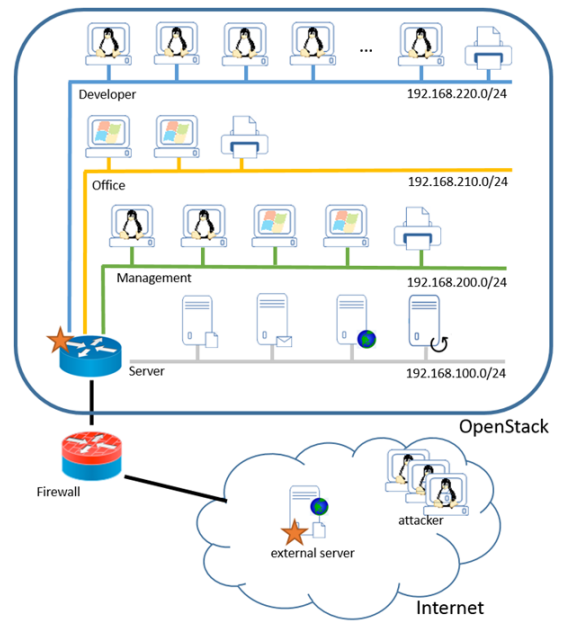 ...
Developer
192.168.220.0/24
Office
192.168.210.0/24
Management
192.168.200.0/24
Server
192.168.100.0/24
OpenStack
Firewall
attacker
external server
Internet